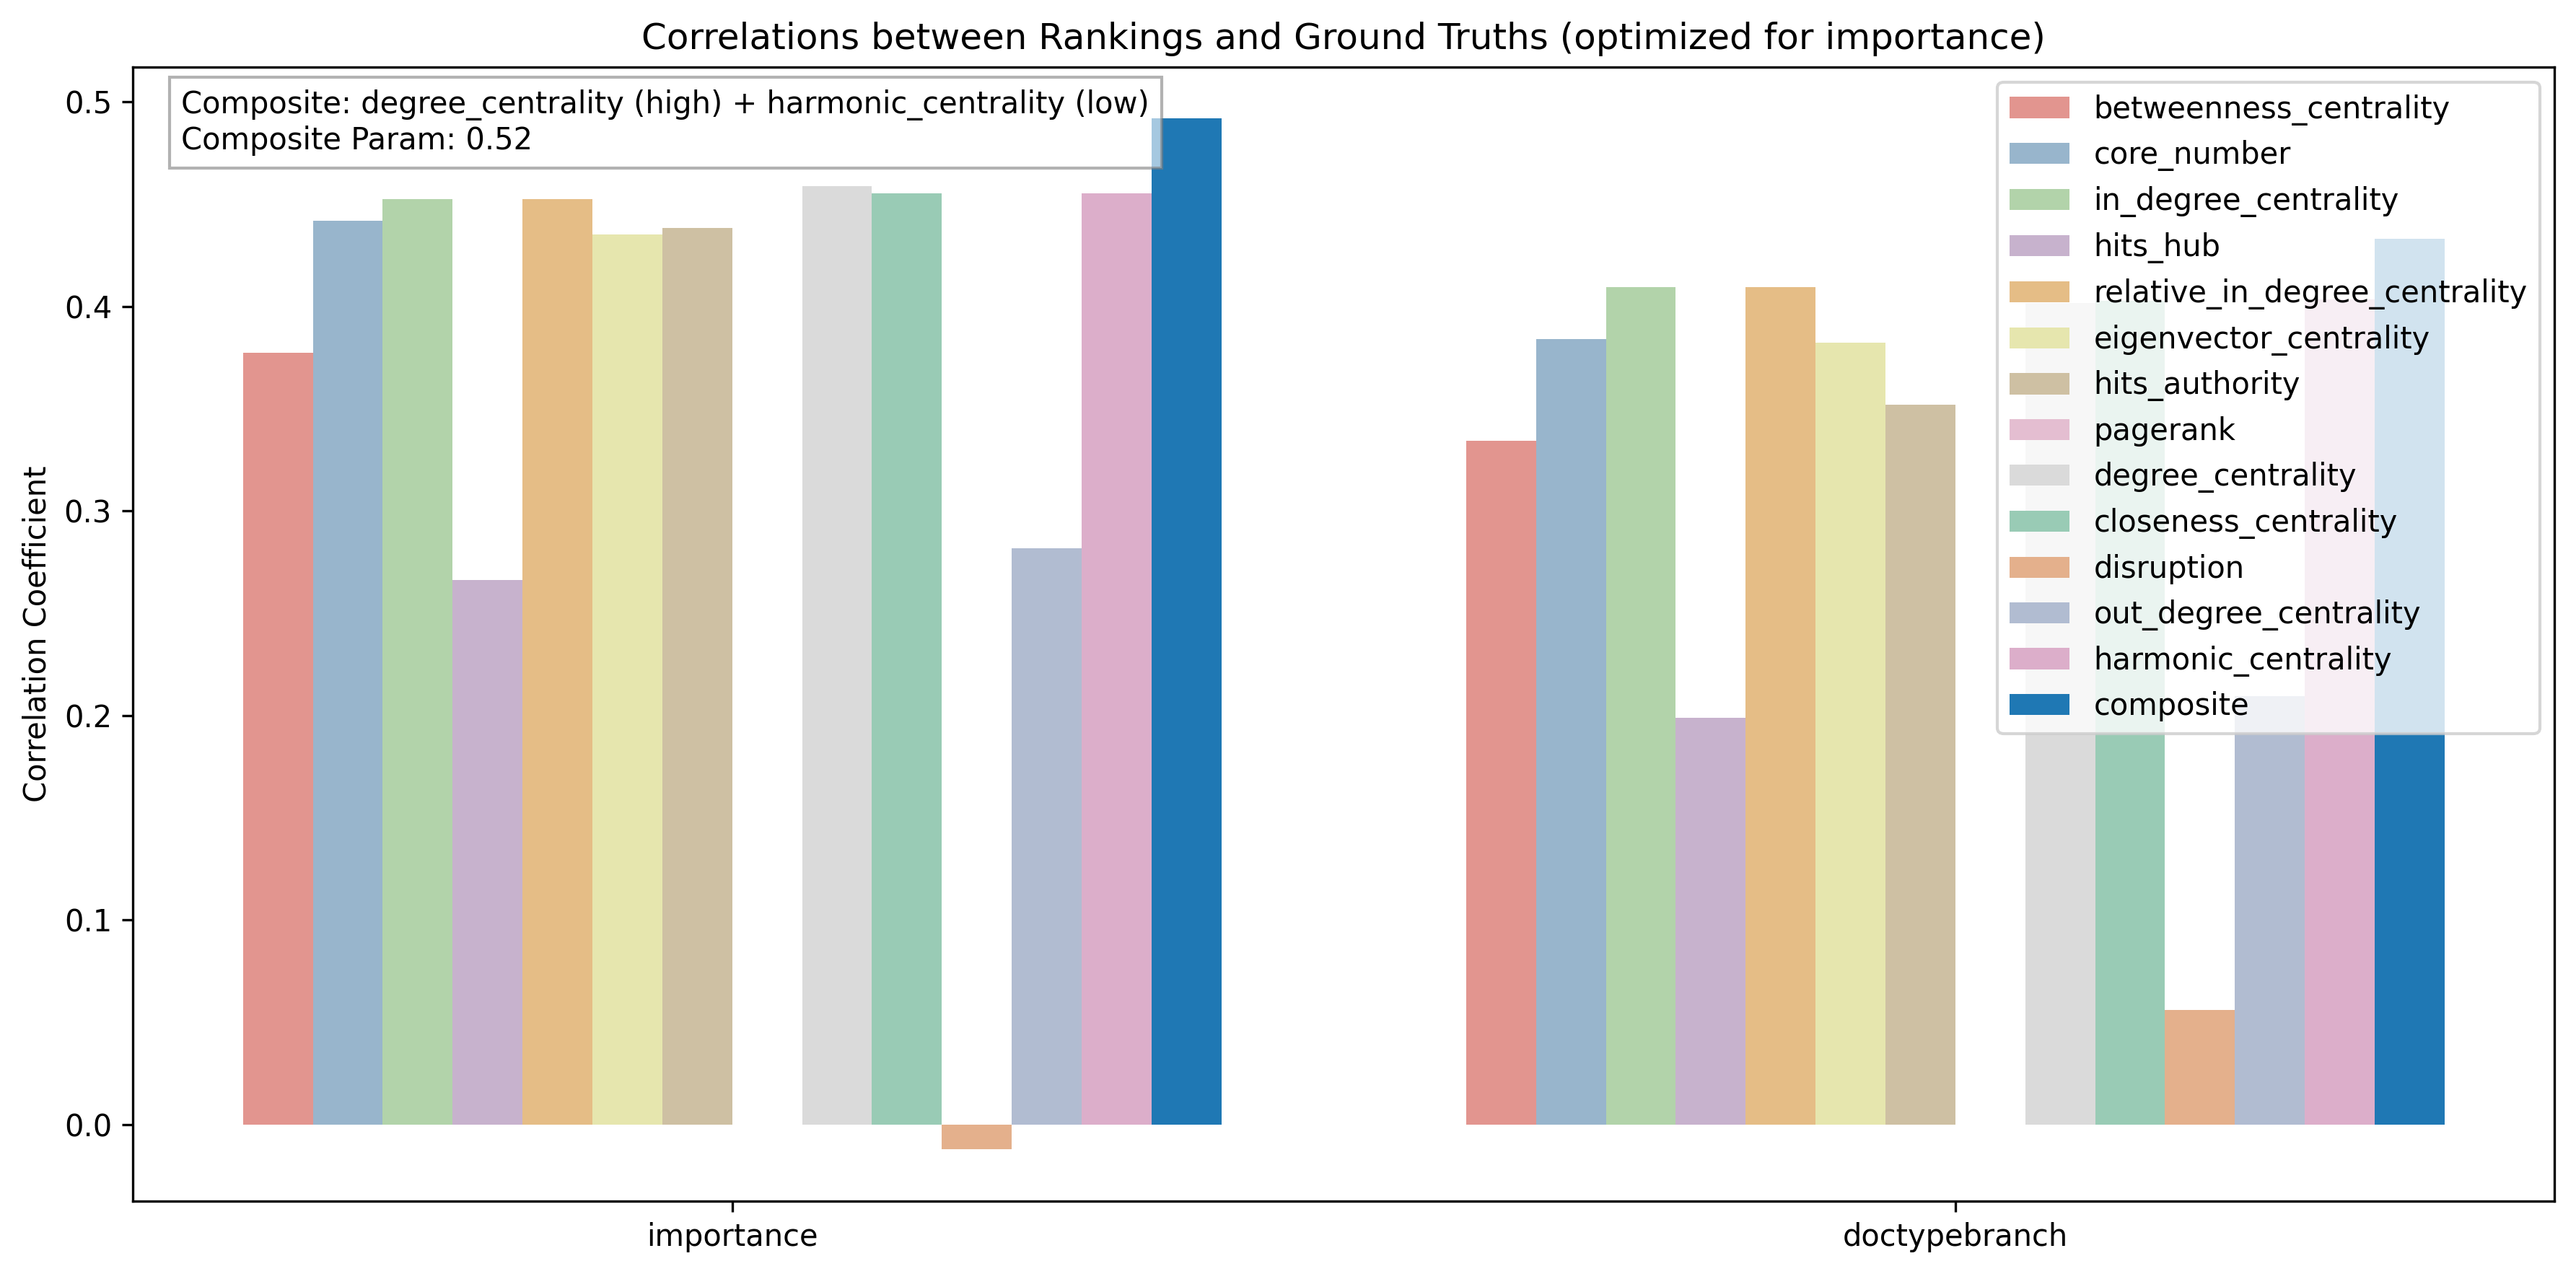 Correlations between Rankings and Ground Truths (optimized for importance)
Composite: degree_centrality (high) + harmonic_centrality (low)
Composite Param: 0.52
betweenness_centrality
core_number
in_degree_centrality
hits_hub
relative_in_degree_centrality
eigenvector_centrality
hits_authority
pagerank
degree_centrality
closeness_centrality
disruption
out_degree_centrality
harmonic_centrality
composite
Correlation Coefficient
0.5
0.4
0.3
0.2
0.1
0.0
importance
doctypebranch